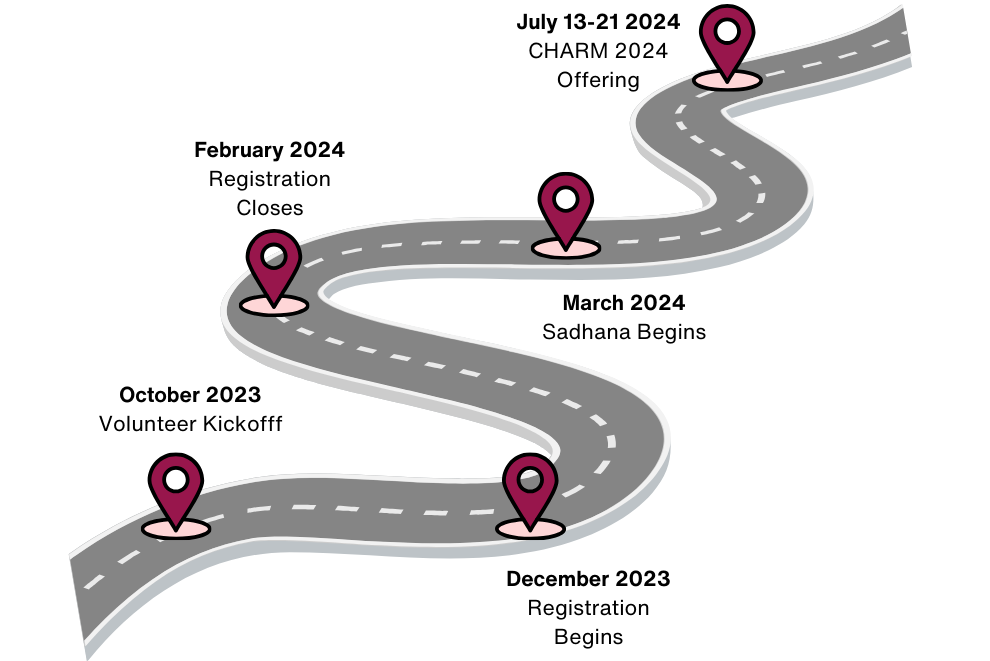 July 13-21 2024
CHARM 2024
Offering
February 2024
Registration
Closes
March 2024
Sadhana Begins
October 2023
Volunteer Kickofff
December 2023
Registration
Begins